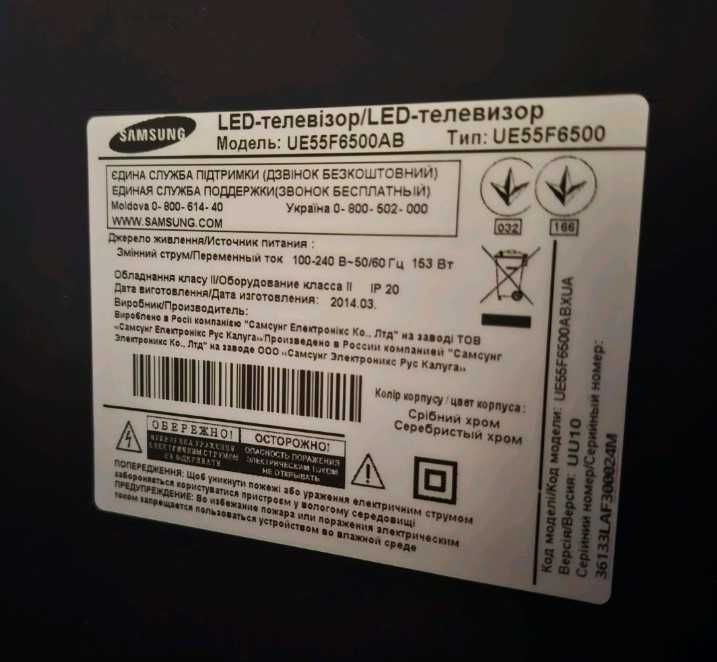 SAMSUNG
LED-телевізор/LED-телевизор
Модель: UE55F6500AB Тип: UE55F6500
ЄДИНА СЛУЖБА ПІДТРИМКИ (ДЗВІНОК БЕЗКОШТОВНИЙ)
ЕДИНАЯ СЛУЖБА ПОДДЕРЖКИ(ЗВОНОК БЕСПЛАТНЫЙ)
Moldova 0-800-614-40 Україна 0-800-502-000
WWW.SAMSUNG.COM
032 166
Джерело живлення/Источник питания :
Змінний струм/Переменный ток 100-240 В~50/60 Гц 153 Вт
Обладнання класу II/Оборудование класса II IP 20
Дата виготовлення/Дата изготовления: 2014.03.
Виробник/Производитель:
Вироблено в Росії компанією "Самсунг Електронікс Ко., Лтд" на заводі ТОВ
«Самсунг Електронікс Рус Калуга»/Произведено в России компанией "Самсунг
Электроникс Ко., Лтд» на заводе ООО «Самсунг Электроникс Рус Калуга»
Колір корпусу / цвет корпуса :
Срібний хром
Серебристый хром
ОБЕРЕЖНО! ОСТОРОЖНО!
ОПАСНОСТЬ ПОРАЖЕНИЯ
ЭЛЕКТРИЧЕСКИМ ТОКОМ
НЕ ОТКРЫВАТЬ
ПОПЕРЕДЖЕННЯ: Щоб уникнути пожежі або ураження електричним струмом
забороняється користуватися пристроєм у вологому середовищі
ПРЕДУПРЕЖДЕНИЕ: Во избежание пожара или поражения электрическим
током запрещается пользоваться устройством во влажной среде
Код моделі/Код модели: UE55F6500ABXUA
Версія/Версия: UU10
Серійний номер/Серийный номер:
36133LAF300024M